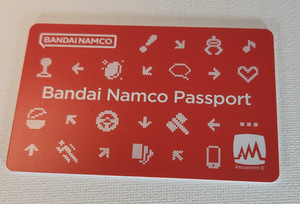 BANDAI NAMCO
Bandai Namco Passport
Amusement IC